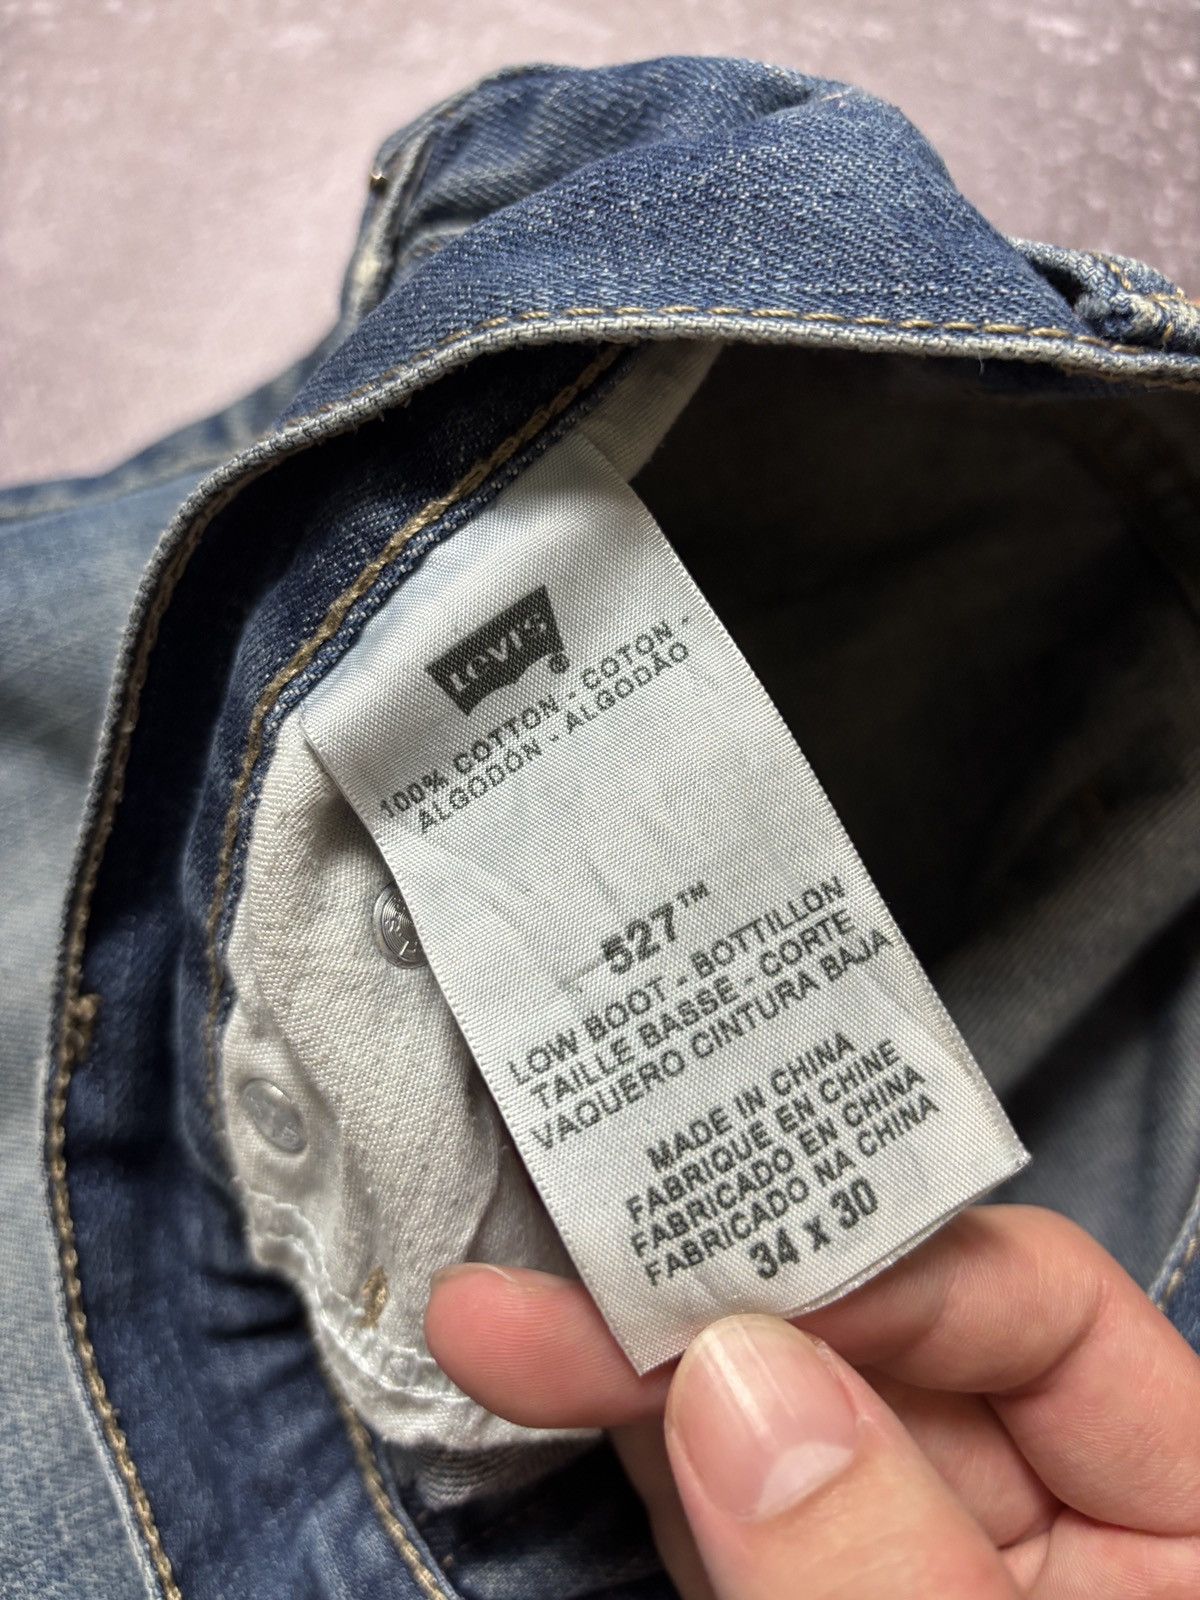 Levi's®
100% COTTON - COTON -
ALGODÓN - ALGODÃO
527™
LOW BOOT - BOTTILLON
TAILLE BASSE - CORTE
VAQUERO CINTURA BAJA
MADE IN CHINA
FABRIQUE EN CHINE
FABRICADO EN CHINA
FABRICADO NA CHINA
34 x 30